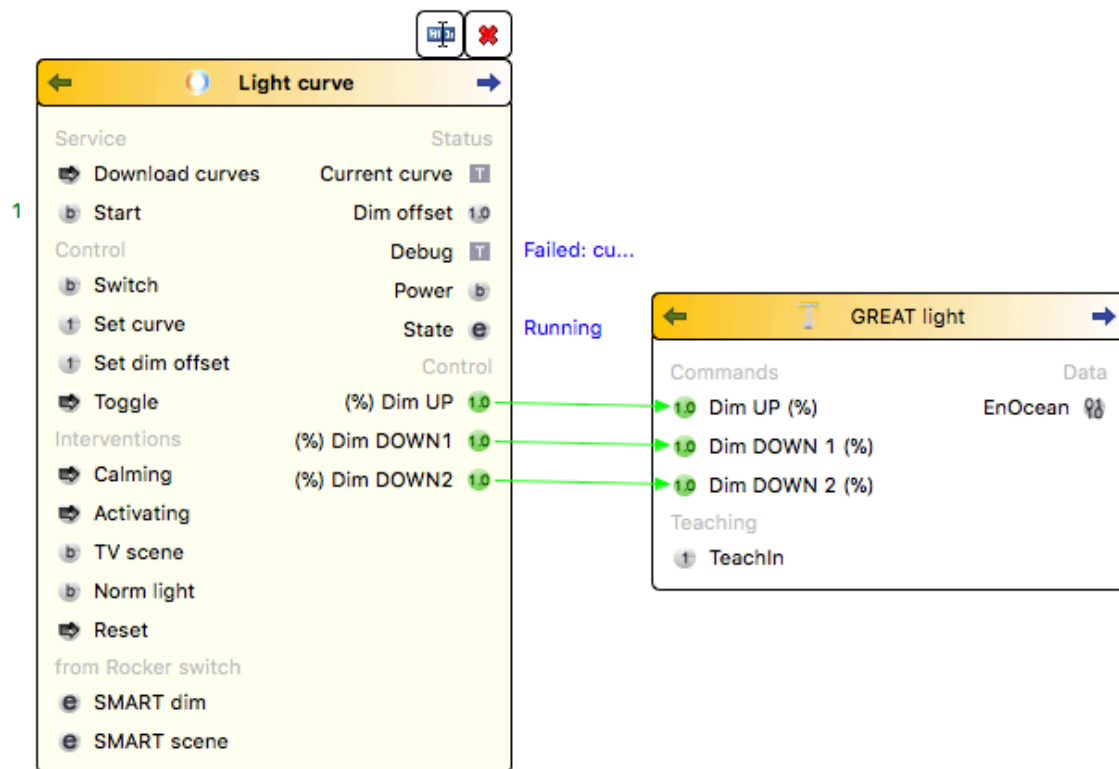 Light curve
Service
Status
Download curves
Current curve T
1
b Start
Dim offset 1.0
Control
Debug T
Failed: cu...
b Switch
Power b
1 Set curve
State e
Running
1 Set dim offset
Control
Toggle
(%) Dim UP 1.0
Interventions
(%) Dim DOWN1 1.0
Calming
(%) Dim DOWN2 1.0
Activating
b TV scene
b Norm light
Reset
from Rocker switch
e SMART dim
e SMART scene
GREAT light
Commands
Data
1.0 Dim UP (%)
EnOcean
1.0 Dim DOWN 1 (%)
1.0 Dim DOWN 2 (%)
Teaching
1 TeachIn